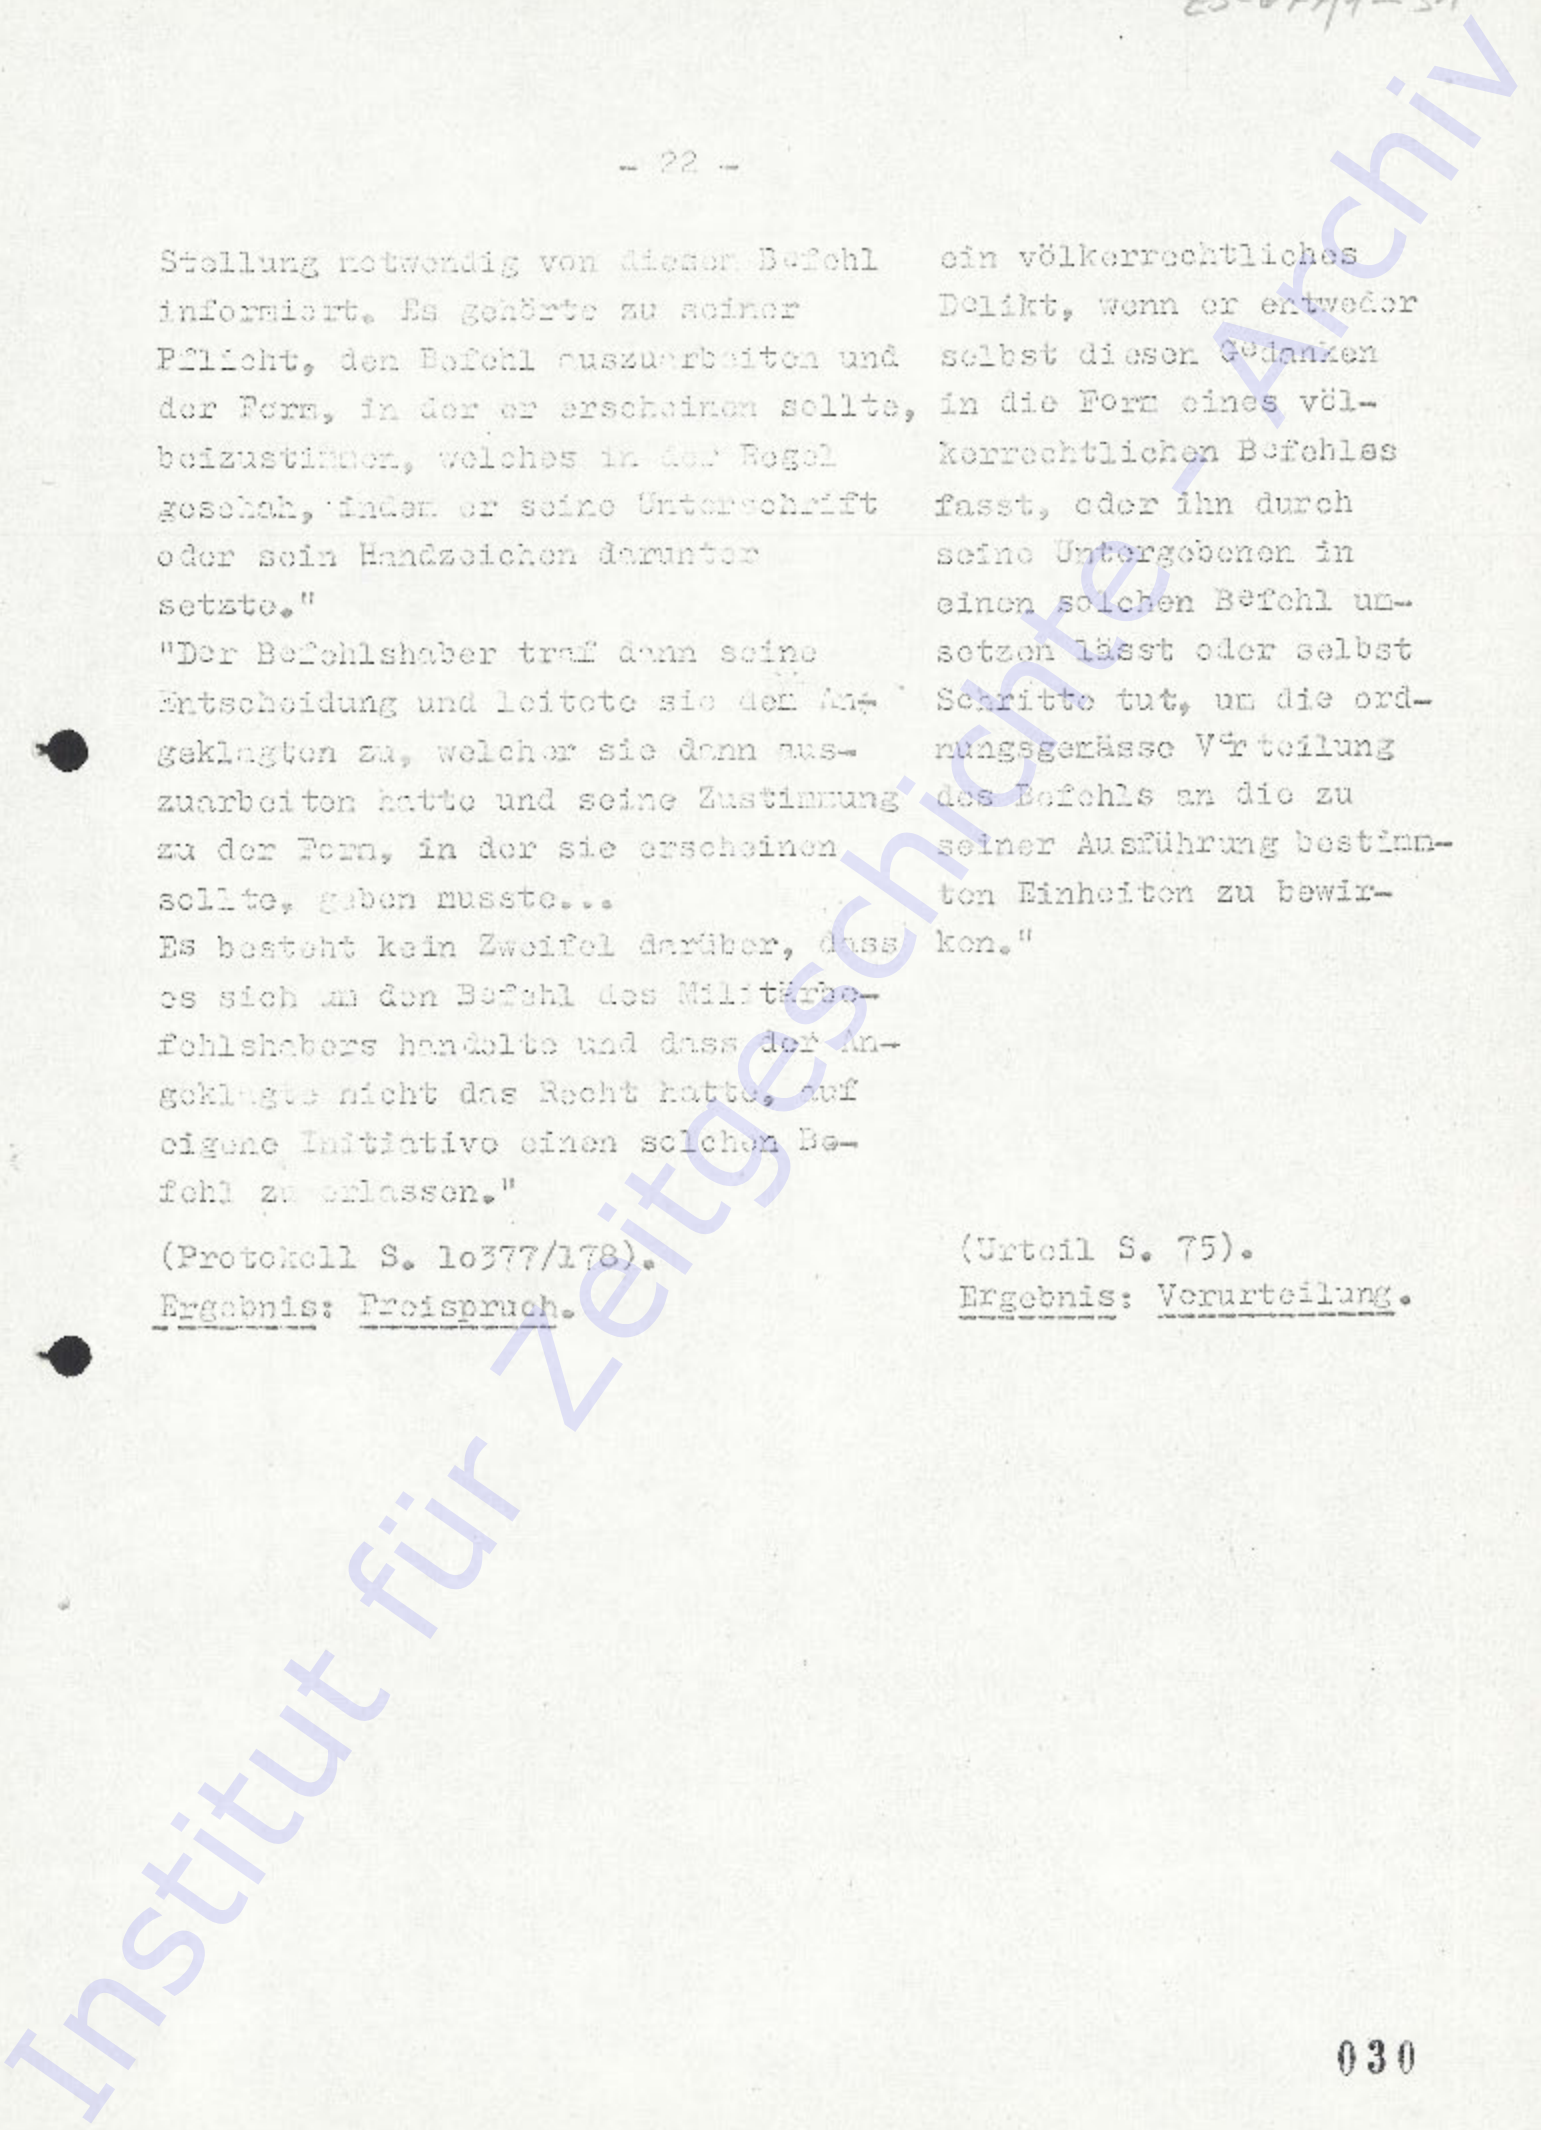 - 22 -
Stellung notwendig von diesem Befehl
informiert. Es gehörte zu seiner
Pflicht, den Befehl auszuarbeiten und
der Form, in der er erscheinen sollte,
beizustimmen, welches in der Regel
geschah, indem er seine Unterschrift
oder sein Handzeichen darunter
setzte."
"Der Befehlshaber traf dann seine
Entscheidung und leitete sie dem An-
geklagten zu, welcher sie dann aus-
zuarbeiten hatte und seine Zustimmung
zu der Form, in der sie erscheinen
sollte, geben musste...
Es besteht kein Zweifel darüber, dass
es sich um den Befehl des Militärbe-
fehlshabers handelte und dass der An-
geklagte nicht das Recht hatte, auf
eigene Initiative einen solchen Be-
fehl zu erlassen."
(Protokoll S. 1o377/178).
Ergebnis: Freispruch.
ein völkerrechtliches
Delikt, wenn er entweder
selbst diesen Gedanken
in die Form eines völ-
kerrechtlichen Befehles
fasst, oder ihn durch
seine Untergebenen in
einen solchen Befehl um-
setzen lässt oder selbst
Schritte tut, um die ord-
nungsgemässe Verteilung
des Befehls an die zu
seiner Ausführung bestimm-
ten Einheiten zu bewir-
ken."
(Urteil S. 75).
Ergebnis: Verurteilung.
030
Institut für Zeitgeschichte - Archiv